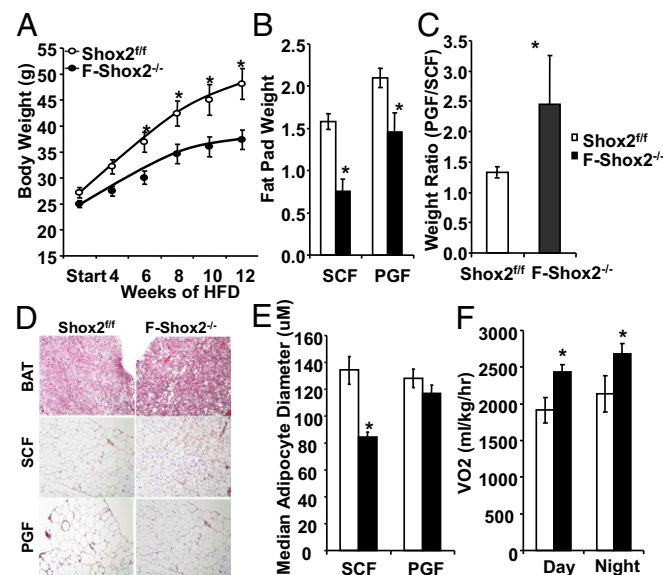 A
Shox2f/f
F-Shox2-/-
55
50
45
40
35
30
25
20
15
Body Weight (g)
* * * * *
Start 4 6 8 10 12
Weeks of HFD
B
2.5
2.0
1.5
1.0
0.5
0.0
Fat Pad Weight
*
*
SCF PGF
C
3.5
3.0
2.5
2.0
1.5
1.0
0.5
0.0
Weight Ratio (PGF/SCF)
*
Shox2f/f
F-Shox2-/-
Shox2f/f F-Shox2-/-
D
Shox2f/f F-Shox2-/-
BAT
SCF
PGF
E
160
140
120
100
80
60
40
20
0
Median Adipocyte Diameter (uM)
*
SCF PGF
F
3000
2500
2000
1500
1000
500
0
VO2 (ml/kg/hr)
*
*
Day Night